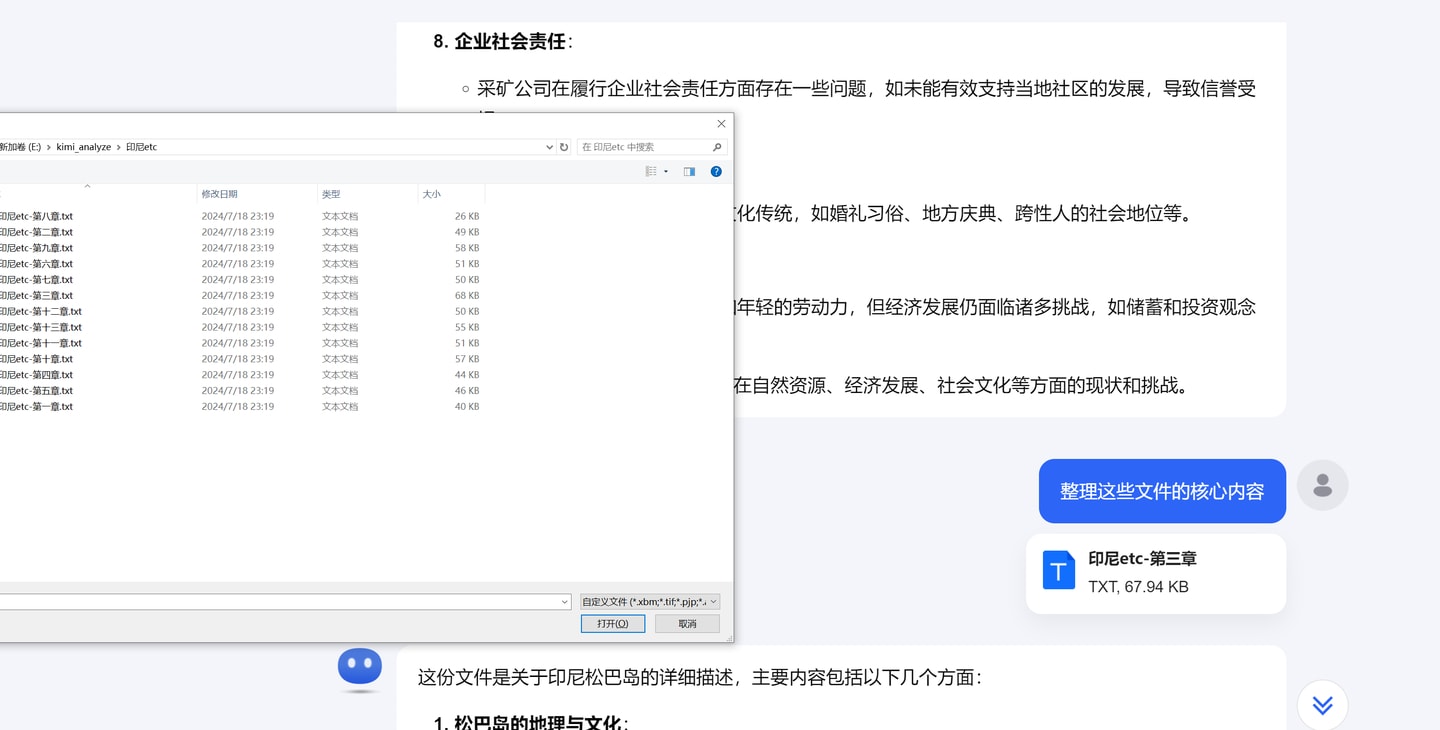 8. 企业社会责任：
采矿公司在履行企业社会责任方面存在一些问题，如未能有效支持当地社区的发展，导致信誉受
化传统，如婚礼习俗、地方庆典、跨性人的社会地位等。
年轻的劳动力，但经济发展仍面临诸多挑战，如储蓄和投资观念
在自然资源、经济发展、社会文化等方面的现状和挑战。
新加卷 (E:) > kimi_analyze > 印尼etc
在 印尼etc 中搜索
修改日期 类型 大小
印尼etc-第八章.txt 2024/7/18 23:19 文本文档 26 KB
印尼etc-第二章.txt 2024/7/18 23:19 文本文档 49 KB
印尼etc-第九章.txt 2024/7/18 23:19 文本文档 58 KB
印尼etc-第六章.txt 2024/7/18 23:19 文本文档 51 KB
印尼etc-第七章.txt 2024/7/18 23:19 文本文档 50 KB
印尼etc-第三章.txt 2024/7/18 23:19 文本文档 68 KB
印尼etc-第十二章.txt 2024/7/18 23:19 文本文档 50 KB
印尼etc-第十三章.txt 2024/7/18 23:19 文本文档 55 KB
印尼etc-第十一章.txt 2024/7/18 23:19 文本文档 51 KB
印尼etc-第十章.txt 2024/7/18 23:19 文本文档 57 KB
印尼etc-第四章.txt 2024/7/18 23:19 文本文档 44 KB
印尼etc-第五章.txt 2024/7/18 23:19 文本文档 46 KB
印尼etc-第一章.txt 2024/7/18 23:19 文本文档 40 KB
自定义文件 (*.xbm;*.tif;*.pjp;*.
打开(O) 取消
整理这些文件的核心内容
印尼etc-第三章
TXT, 67.94 KB
这份文件是关于印尼松巴岛的详细描述，主要内容包括以下几个方面：
1. 松巴岛的地理与文化：